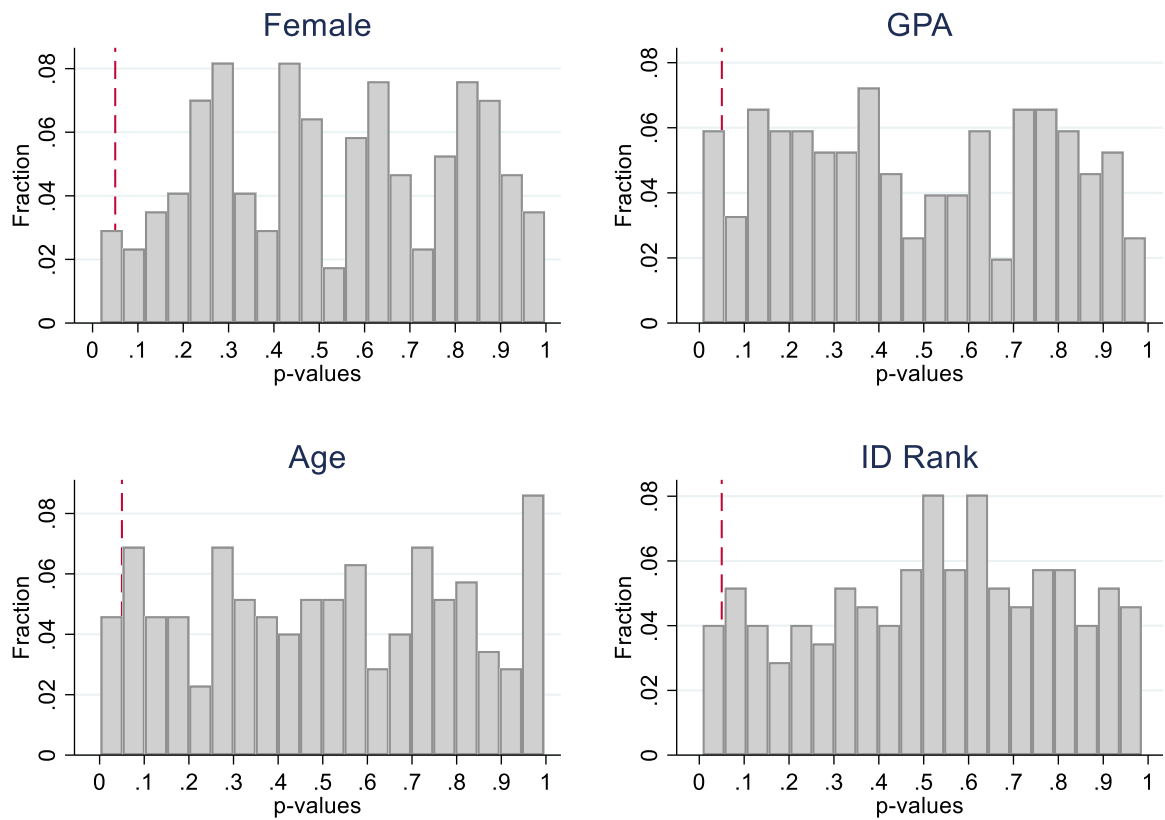 Female
Fraction
.08
.06
.04
.02
0
0 .1 .2 .3 .4 .5 .6 .7 .8 .9 1
p-values
GPA
Fraction
.08
.06
.04
.02
0
0 .1 .2 .3 .4 .5 .6 .7 .8 .9 1
p-values
Age
Fraction
.08
.06
.04
.02
0
0 .1 .2 .3 .4 .5 .6 .7 .8 .9 1
p-values
ID Rank
Fraction
.08
.06
.04
.02
0
0 .1 .2 .3 .4 .5 .6 .7 .8 .9 1
p-values